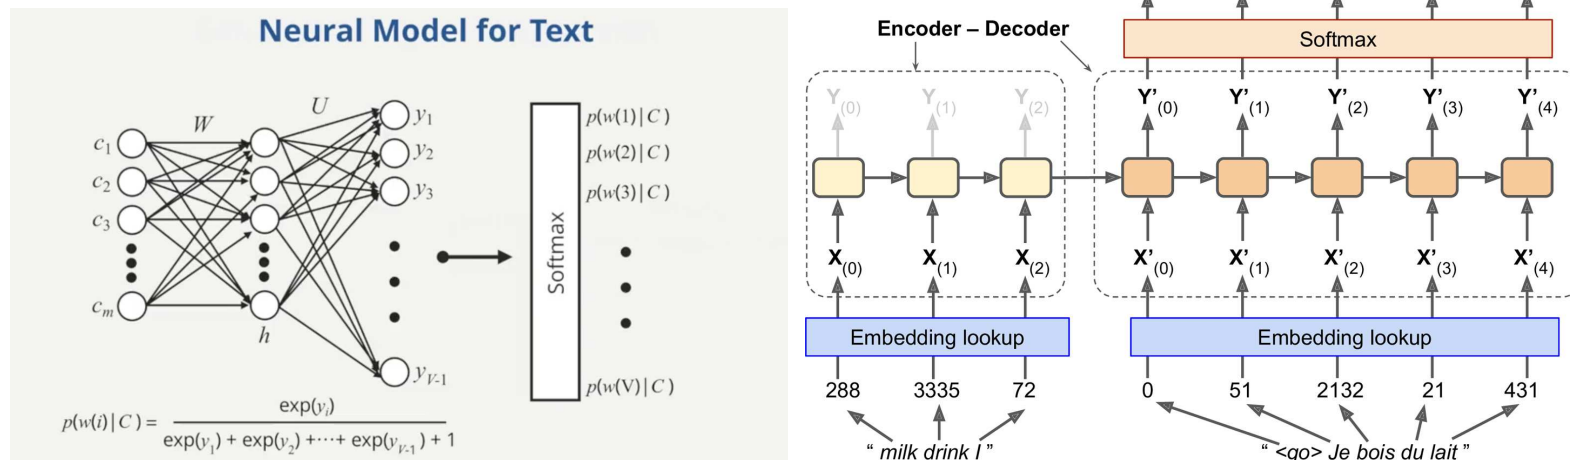 Neural Model for Text
W
U
c1
c2
c3
cm
h
y1
y2
y3
yV-1
Softmax
p(w(1)|C)
p(w(2)|C)
p(w(3)|C)
p(w(V)|C)
p(w(i)|C) = exp(yi)
exp(y1) + exp(y2) +···+ exp(yV-1) + 1
Encoder – Decoder
Softmax
Y(0) Y(1) Y(2) Y'(0) Y'(1) Y'(2) Y'(3) Y'(4)
X(0) X(1) X(2) X'(0) X'(1) X'(2) X'(3) X'(4)
Embedding lookup Embedding lookup
288 3335 72 0 51 2132 21 431
“ milk drink I ” “ <go> Je bois du lait ”